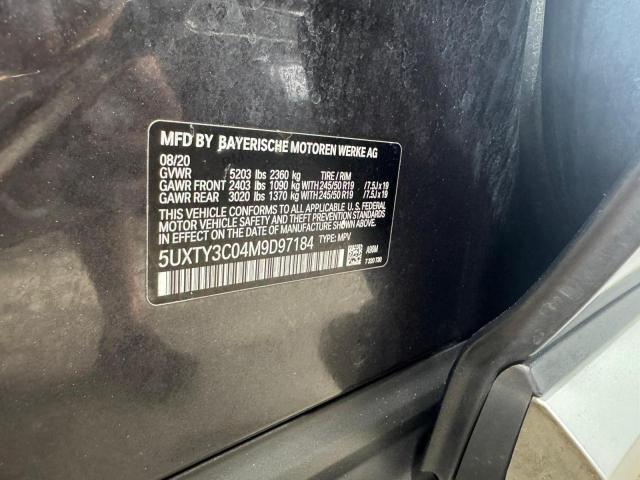 MFD BY BAYERISCHE MOTOREN WERKE AG
08/20
GVWR 5203 lbs 2360 kg TIRE / RIM
GAWR FRONT 2403 lbs 1090 kg WITH 245/50 R19 /7.5J x 19
GAWR REAR 3020 lbs 1370 kg WITH 245/50 R19 /7.5J x 19
THIS VEHICLE CONFORMS TO ALL APPLICABLE U.S. FEDERAL
MOTOR VEHICLE SAFETY AND THEFT PREVENTION STANDARDS
IN EFFECT ON THE DATE OF MANUFACTURE SHOWN ABOVE.
5UXTY3C04M9D97184 TYPE: MPV